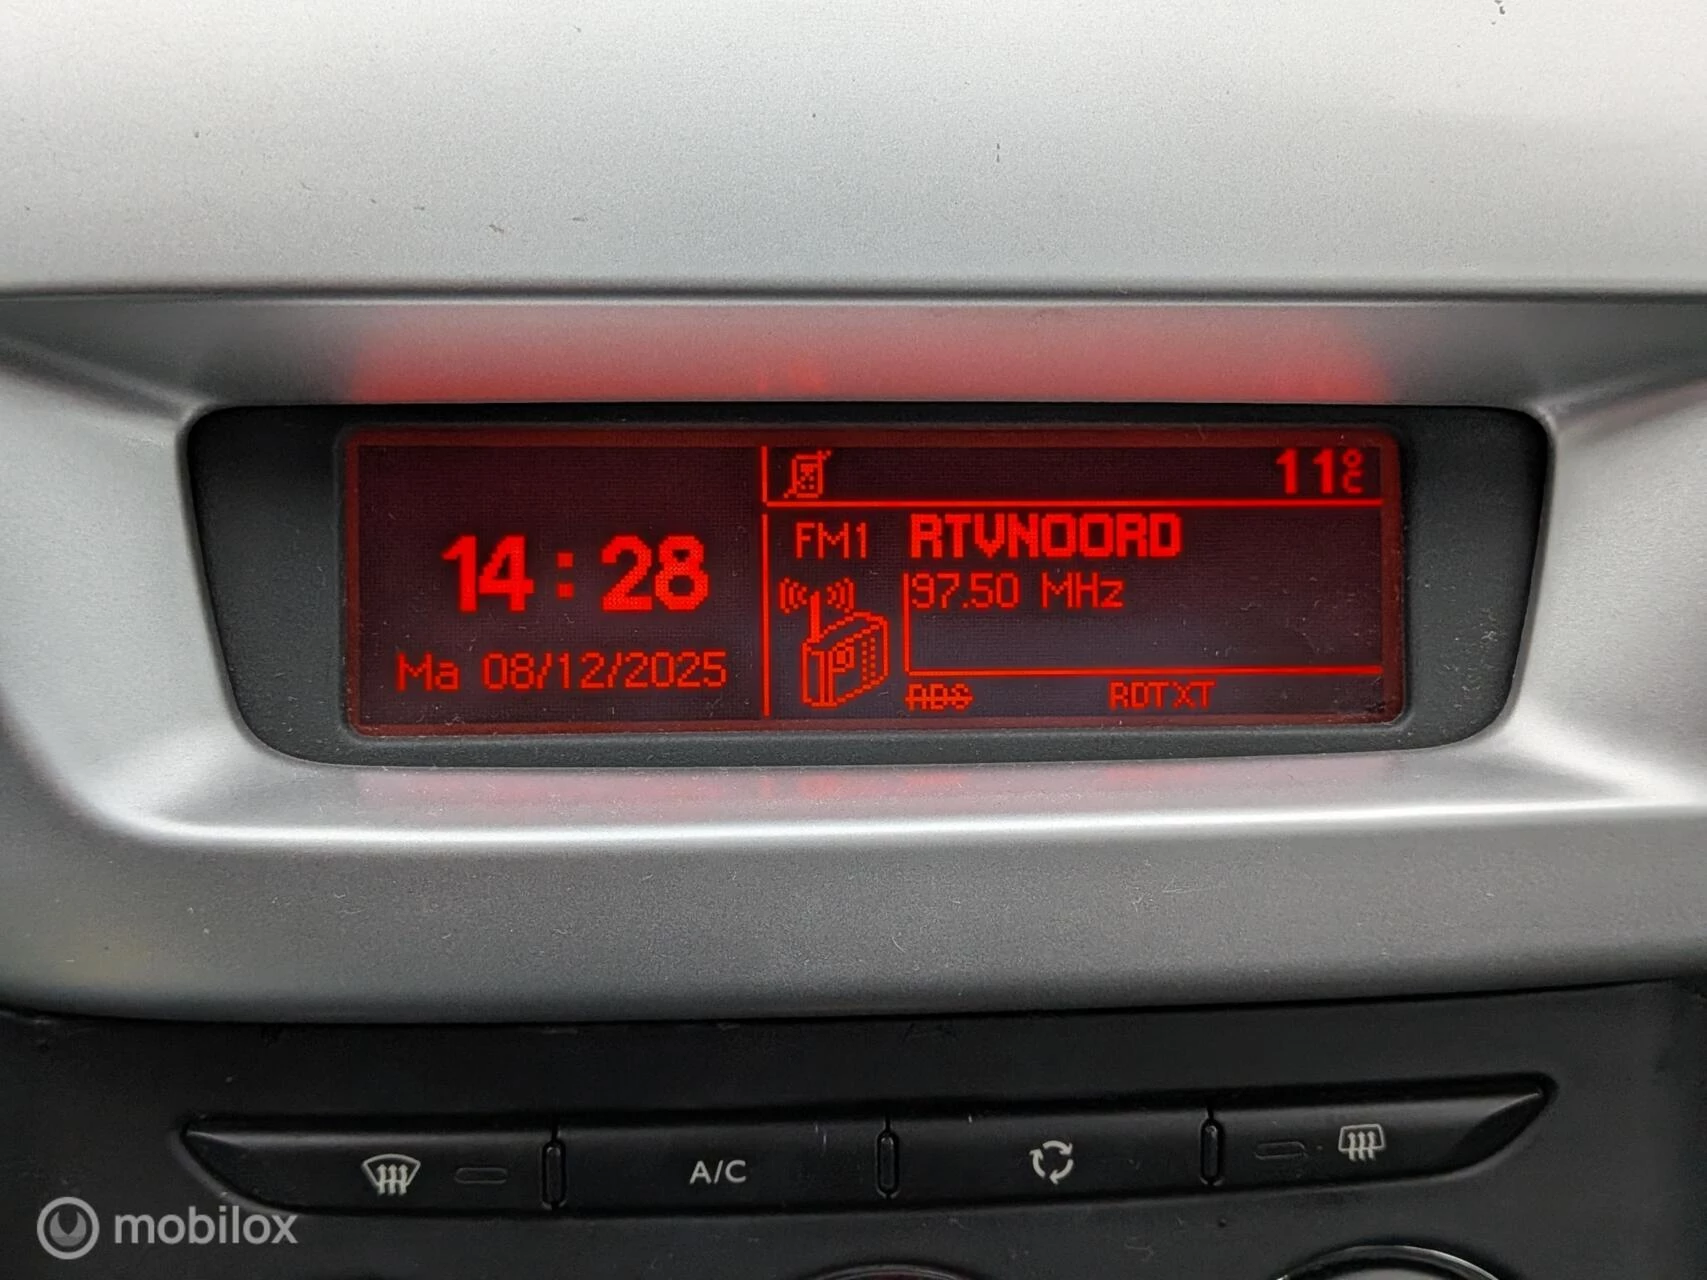 11°C
14:28
Ma 08/12/2025
FM1 RTVNOORD
97.50 MHz
RDS RDTXT
A/C
mobilox